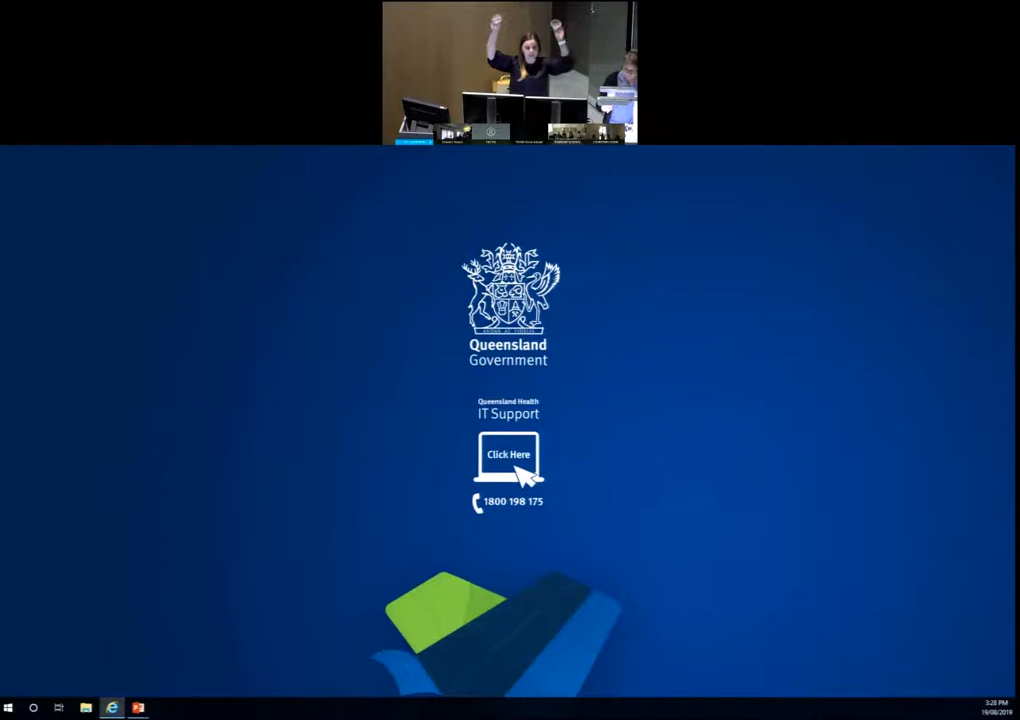 Queensland
Government
Queensland Health
IT Support
Click Here
1800 198 175
3:28 PM
19/08/2019